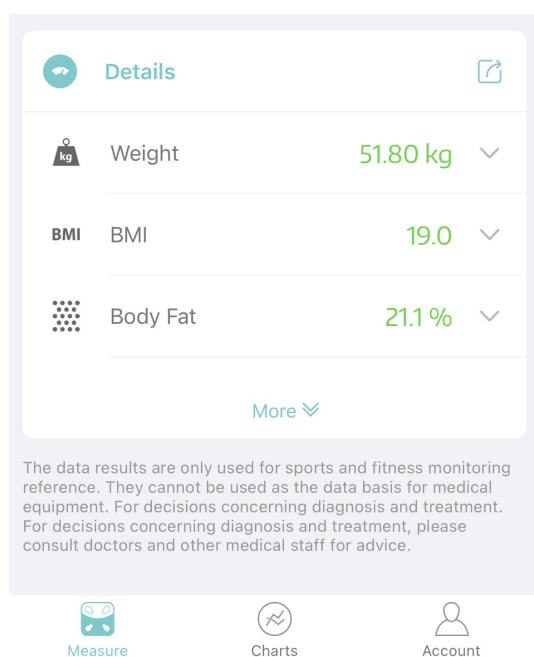 Details
kg
Weight 51.80 kg
BMI BMI 19.0
Body Fat 21.1 %
More
The data results are only used for sports and fitness monitoring
reference. They cannot be used as the data basis for medical
equipment. For decisions concerning diagnosis and treatment.
For decisions concerning diagnosis and treatment, please
consult doctors and other medical staff for advice.
Measure Charts Account